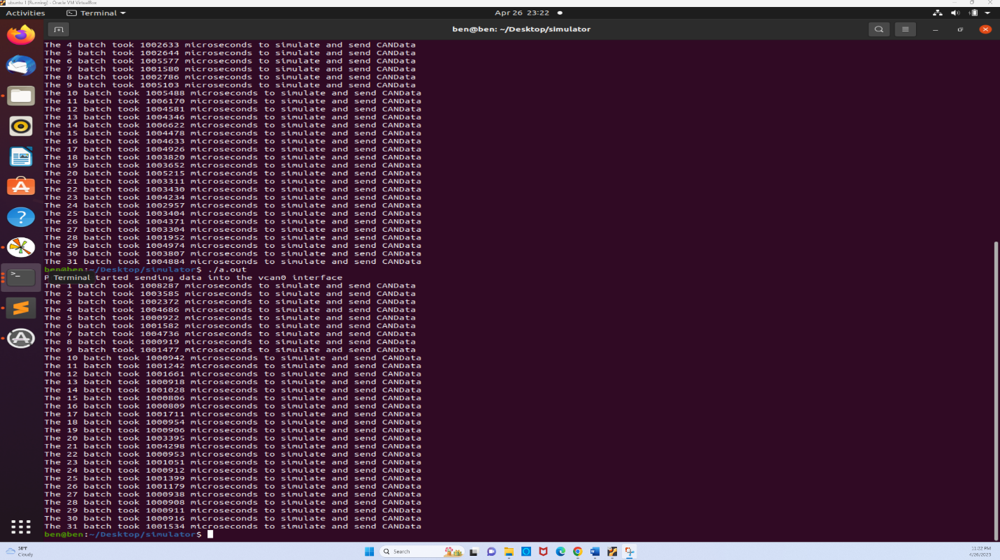 ubuntu 1 [Running] - Oracle VM VirtualBox
Activities Terminal Apr 26 23:22
ben@ben: ~/Desktop/simulator
The 4 batch took 1002633 microseconds to simulate and send CANData
The 5 batch took 1002644 microseconds to simulate and send CANData
The 6 batch took 1005577 microseconds to simulate and send CANData
The 7 batch took 1001580 microseconds to simulate and send CANData
The 8 batch took 1002786 microseconds to simulate and send CANData
The 9 batch took 1005103 microseconds to simulate and send CANData
The 10 batch took 1005488 microseconds to simulate and send CANData
The 11 batch took 1006170 microseconds to simulate and send CANData
The 12 batch took 1004581 microseconds to simulate and send CANData
The 13 batch took 1004346 microseconds to simulate and send CANData
The 14 batch took 1006622 microseconds to simulate and send CANData
The 15 batch took 1004478 microseconds to simulate and send CANData
The 16 batch took 1004633 microseconds to simulate and send CANData
The 17 batch took 1004926 microseconds to simulate and send CANData
The 18 batch took 1003820 microseconds to simulate and send CANData
The 19 batch took 1003652 microseconds to simulate and send CANData
The 20 batch took 1005215 microseconds to simulate and send CANData
The 21 batch took 1003311 microseconds to simulate and send CANData
The 22 batch took 1003430 microseconds to simulate and send CANData
The 23 batch took 1004234 microseconds to simulate and send CANData
The 24 batch took 1002957 microseconds to simulate and send CANData
The 25 batch took 1003404 microseconds to simulate and send CANData
The 26 batch took 1004371 microseconds to simulate and send CANData
The 27 batch took 1003304 microseconds to simulate and send CANData
The 28 batch took 1001952 microseconds to simulate and send CANData
The 29 batch took 1004974 microseconds to simulate and send CANData
The 30 batch took 1003807 microseconds to simulate and send CANData
The 31 batch took 1004884 microseconds to simulate and send CANData
ben@ben:~/Desktop/simulator$ ./a.out
Terminal tarted sending data into the vcan0 interface
The 1 batch took 1008287 microseconds to simulate and send CANData
The 2 batch took 1003585 microseconds to simulate and send CANData
The 3 batch took 1002372 microseconds to simulate and send CANData
The 4 batch took 1004686 microseconds to simulate and send CANData
The 5 batch took 1000922 microseconds to simulate and send CANData
The 6 batch took 1001582 microseconds to simulate and send CANData
The 7 batch took 1004736 microseconds to simulate and send CANData
The 8 batch took 1000919 microseconds to simulate and send CANData
The 9 batch took 1001477 microseconds to simulate and send CANData
The 10 batch took 1000942 microseconds to simulate and send CANData
The 11 batch took 1001242 microseconds to simulate and send CANData
The 12 batch took 1001661 microseconds to simulate and send CANData
The 13 batch took 1000918 microseconds to simulate and send CANData
The 14 batch took 1001028 microseconds to simulate and send CANData
The 15 batch took 1000806 microseconds to simulate and send CANData
The 16 batch took 1000809 microseconds to simulate and send CANData
The 17 batch took 1001711 microseconds to simulate and send CANData
The 18 batch took 1000954 microseconds to simulate and send CANData
The 19 batch took 1000906 microseconds to simulate and send CANData
The 20 batch took 1003395 microseconds to simulate and send CANData
The 21 batch took 1004298 microseconds to simulate and send CANData
The 22 batch took 1000953 microseconds to simulate and send CANData
The 23 batch took 1001051 microseconds to simulate and send CANData
The 24 batch took 1000912 microseconds to simulate and send CANData
The 25 batch took 1001399 microseconds to simulate and send CANData
The 26 batch took 1001179 microseconds to simulate and send CANData
The 27 batch took 1000938 microseconds to simulate and send CANData
The 28 batch took 1000908 microseconds to simulate and send CANData
The 29 batch took 1000911 microseconds to simulate and send CANData
The 30 batch took 1000916 microseconds to simulate and send CANData
The 31 batch took 1001534 microseconds to simulate and send CANData
ben@ben:~/Desktop/simulator$
Search
Cloudy
11:22 PM
4/26/2023